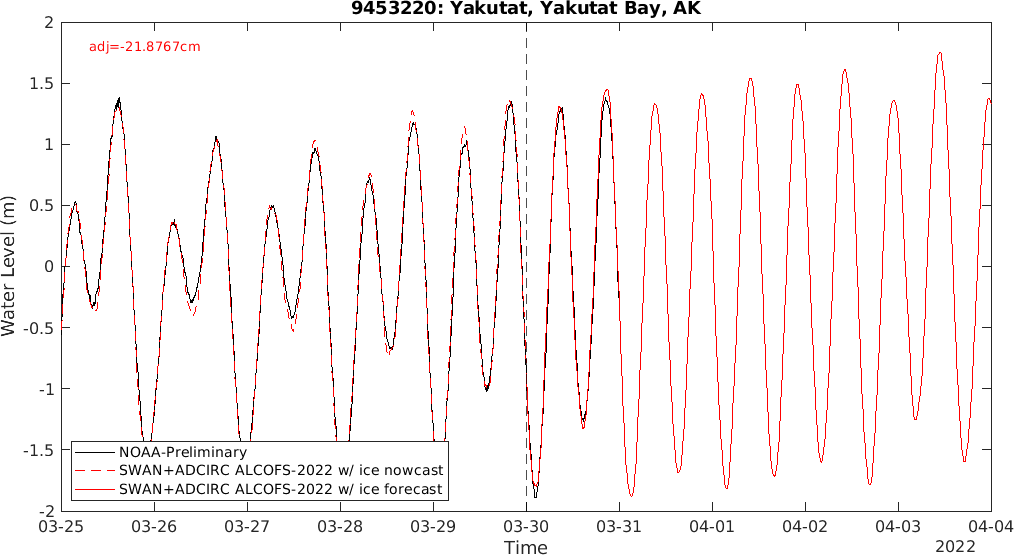 9453220: Yakutat, Yakutat Bay, AK
adj=-21.8767cm
2
1.5
1
0.5
0
-0.5
-1
-1.5
-2
Water Level (m)
NOAA-Preliminary
SWAN+ADCIRC ALCOFS-2022 w/ ice nowcast
SWAN+ADCIRC ALCOFS-2022 w/ ice forecast
03-25 03-26 03-27 03-28 03-29 03-30 03-31 04-01 04-02 04-03 04-04
Time
2022